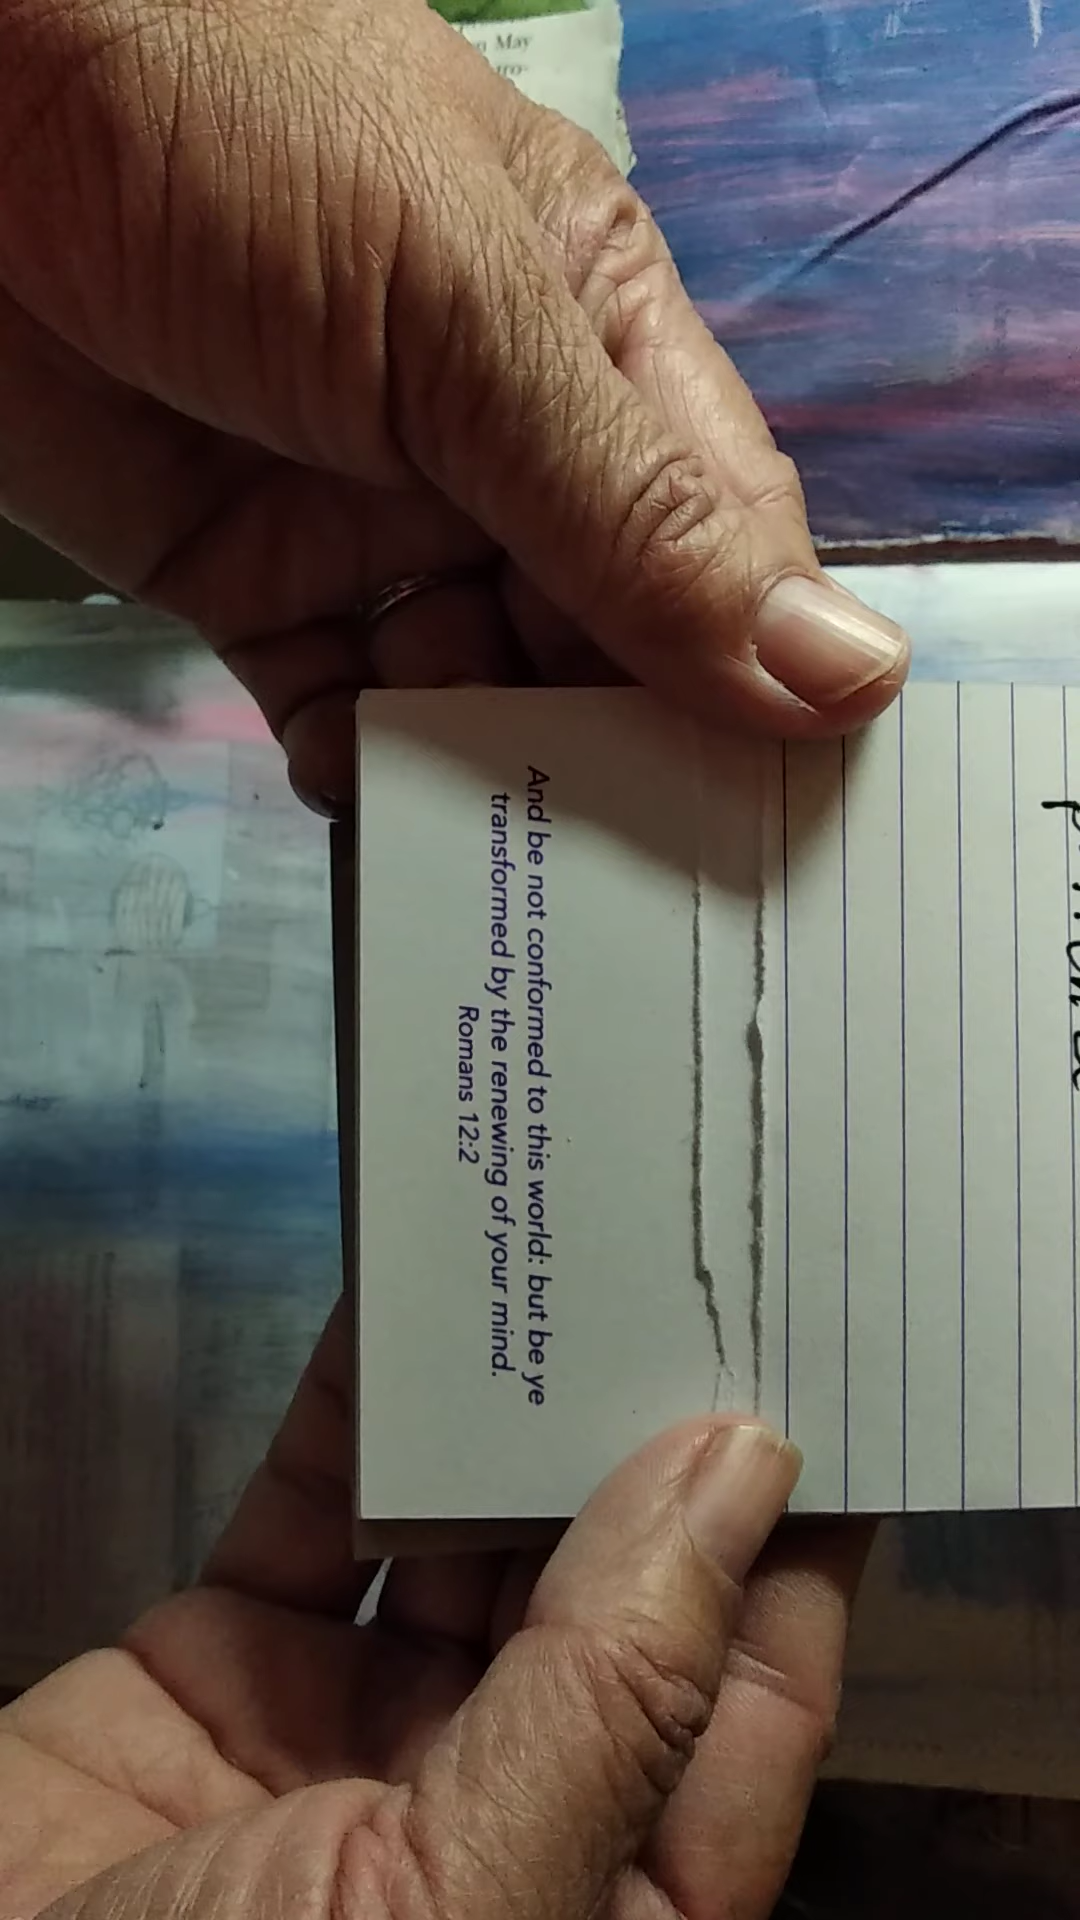 And be not conformed to this world: but be ye
transformed by the renewing of your mind.
Romans 12:2
May